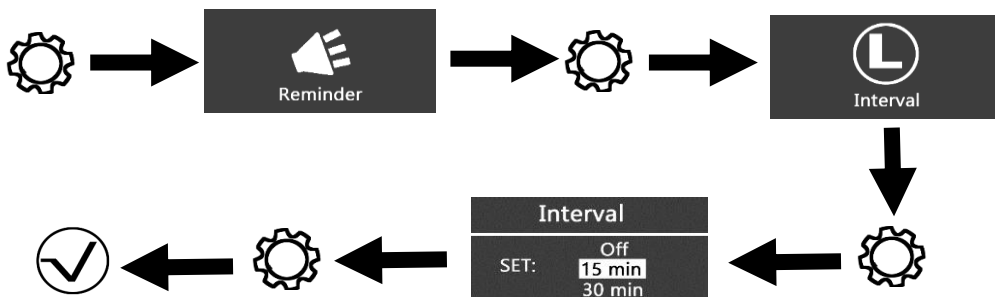 Reminder
Interval
Interval
SET:
Off
15 min
30 min